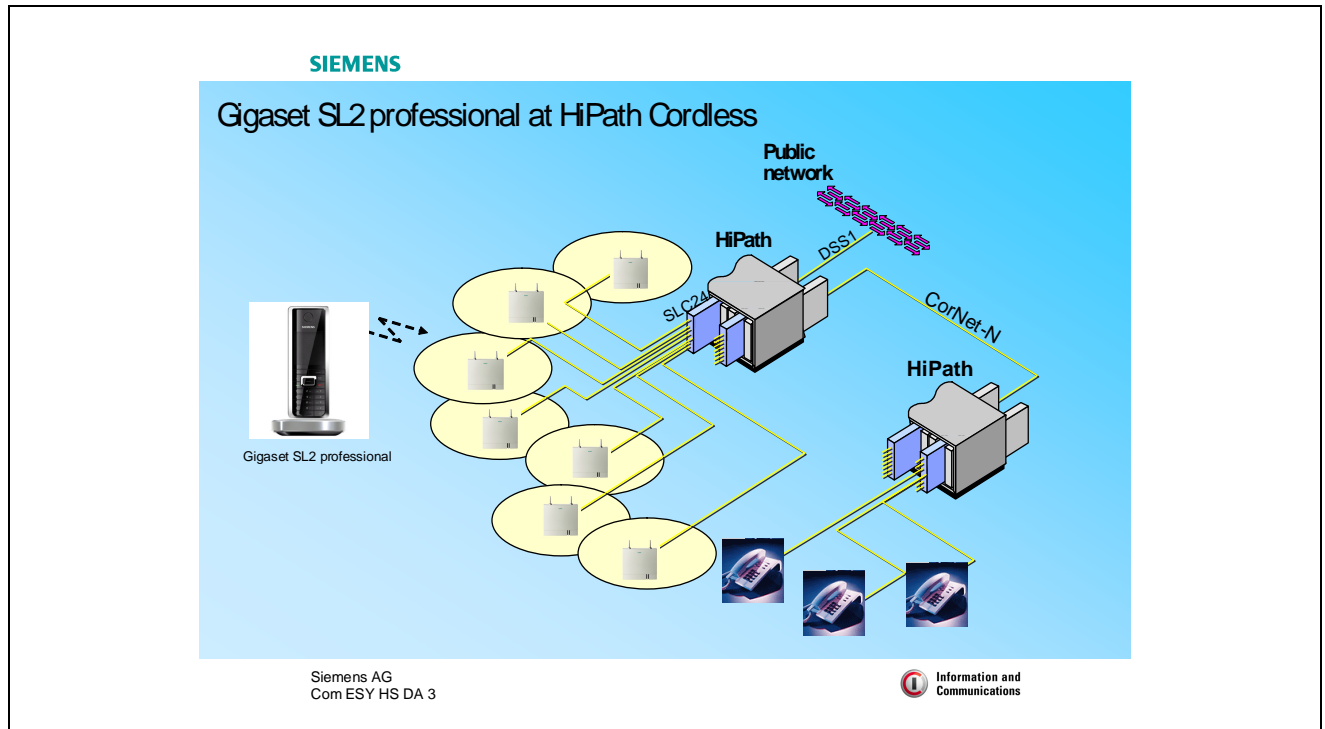 SIEMENS
Gigaset SL2 professional at HiPath Cordless
Public
network
HiPath
DSS1
SLC24
CorNet-N
HiPath
Gigaset SL2 professional
Siemens AG
Com ESY HS DA 3
Information and
Communications